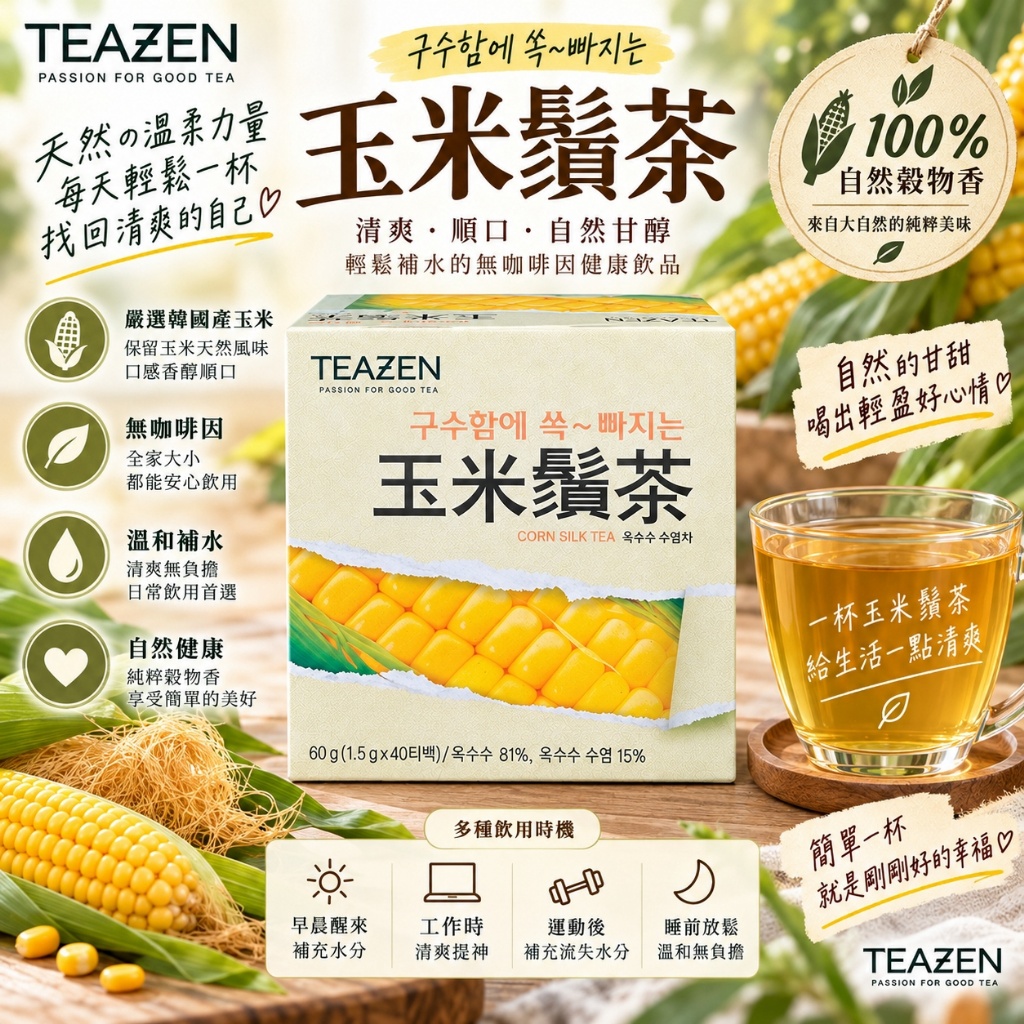 TEAZEN
PASSION FOR GOOD TEA
天然の溫柔力量
每天輕鬆一杯
找回清爽的自己♡
구수함에 쏙~빠지는
玉米鬚茶
清爽・順口・自然甘醇
輕鬆補水的無咖啡因健康飲品
100%
自然穀物香
來自大自然的純粹美味
嚴選韓國產玉米
保留玉米天然風味
口感香醇順口
無咖啡因
全家大小
都能安心飲用
溫和補水
清爽無負擔
日常飲用首選
自然健康
純粹穀物香
享受簡單的美好
TEAZEN
TEAZEN
PASSION FOR GOOD TEA
구수함에 쏙~빠지는
玉米鬚茶
CORN SILK TEA 옥수수 수염차
60g(1.5g×40티백)/옥수수 81%, 옥수수 수염 15%
自然的甘甜
喝出輕盈好心情♡
一杯玉米鬚茶
給生活一點清爽
多種飲用時機
早晨醒來
補充水分
工作時
清爽提神
運動後
補充流失水分
睡前放鬆
溫和無負擔
簡單一杯
就是剛剛好的幸福♡
TEAZEN
PASSION FOR GOOD TEA